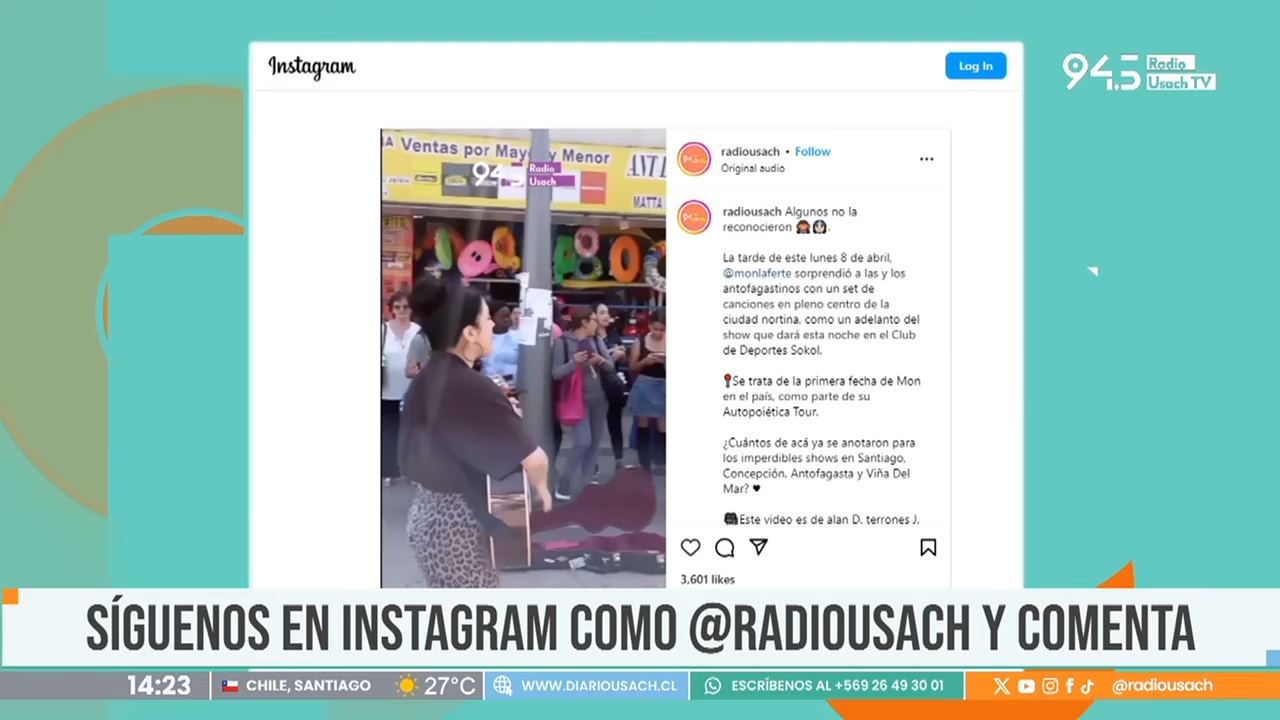 Instagram
Log In
94.5 Radio
Usach TV
Ventas por Mayor y Menor
94.5 Radio
Usach
MATTA
radiousach • Follow
Original audio
radiousach Algunos no la
reconocieron 👩🏻.
La tarde de este lunes 8 de abril,
@monlaferte sorprendió a las y los
antofagastinos con un set de
canciones en pleno centro de la
ciudad nortina, como un adelanto del
show que dará esta noche en el Club
de Deportes Sokol.
📍Se trata de la primera fecha de Mon
en el país, como parte de su
Autopoiética Tour.
¿Cuántos de acá ya se anotaron para
los imperdibles shows en Santiago,
Concepción, Antofagasta y Viña Del
Mar? ♥
Este video es de alan D. terrones J.
3,601 likes
SÍGUENOS EN INSTAGRAM COMO @RADIOUSACH Y COMENTA
14:23 CHILE, SANTIAGO 27°C WWW.DIARIOUSACH.CL ESCRÍBENOS AL +569 26 49 30 01 @radiousach